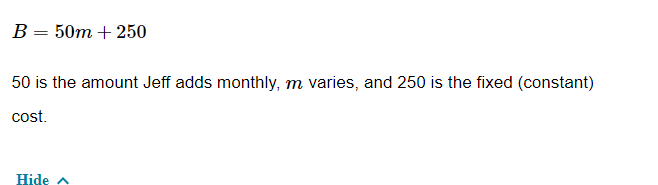 B = 50m + 250
50 is the amount Jeff adds monthly, m varies, and 250 is the fixed (constant)
cost.
Hide